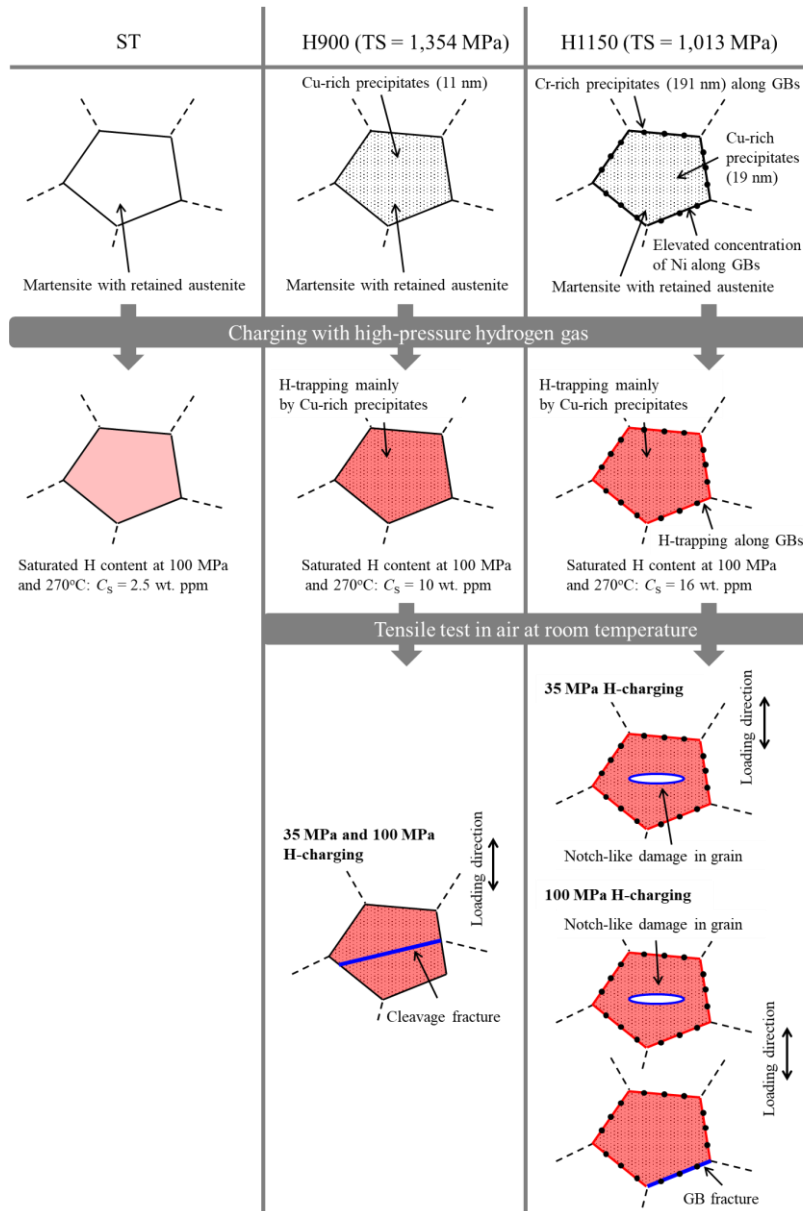 ST
H900 (TS = 1,354 MPa)
H1150 (TS = 1,013 MPa)
Martensite with retained austenite
Cu-rich precipitates (11 nm)
Martensite with retained austenite
Cr-rich precipitates (191 nm) along GBs
Cu-rich
precipitates
(19 nm)
Elevated concentration
of Ni along GBs
Martensite with retained austenite
Charging with high-pressure hydrogen gas
Saturated H content at 100 MPa
and 270°C: CS = 2.5 wt. ppm
H-trapping mainly
by Cu-rich precipitates
Saturated H content at 100 MPa
and 270°C: CS = 10 wt. ppm
H-trapping mainly
by Cu-rich precipitates
H-trapping along GBs
Saturated H content at 100 MPa
and 270°C: CS = 16 wt. ppm
Tensile test in air at room temperature
35 MPa and 100 MPa
H-charging
Loading direction
Cleavage fracture
35 MPa H-charging
Loading direction
Notch-like damage in grain
100 MPa H-charging
Notch-like damage in grain
Loading direction
GB fracture